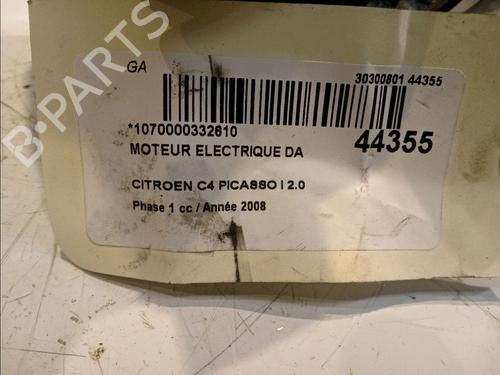 GA
30300801 44355
*1070000332610
44355
MOTEUR ELECTRIQUE DA
CITROEN C4 PICASSO I 2.0
Phase 1 cc / Année 2008
B-PARTS